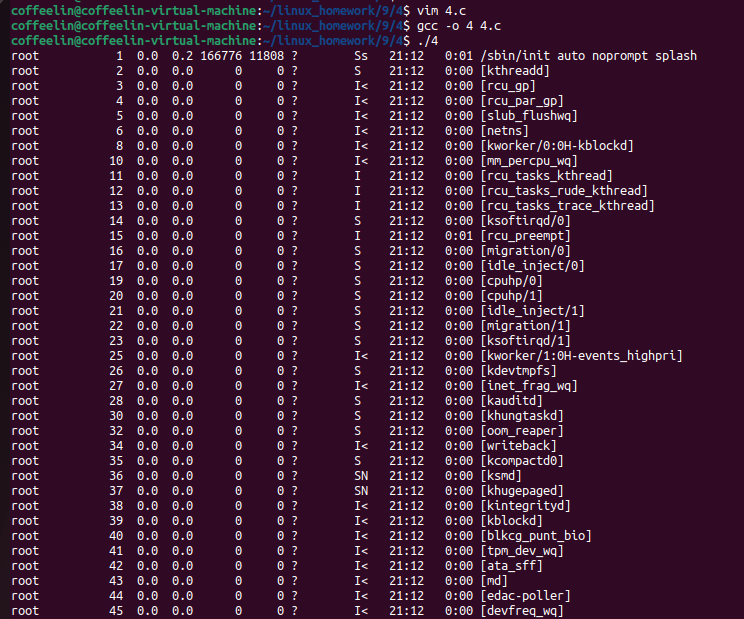 coffeelin@coffeelin-virtual-machine:~/linux_homework/9/4$ vim 4.c
coffeelin@coffeelin-virtual-machine:~/linux_homework/9/4$ gcc -o 4 4.c
coffeelin@coffeelin-virtual-machine:~/linux_homework/9/4$ ./4
root           1  0.0  0.2 166776 11808 ?        Ss   21:12   0:01 /sbin/init auto noprompt splash
root           2  0.0  0.0      0     0 ?        S    21:12   0:00 [kthreadd]
root           3  0.0  0.0      0     0 ?        I<   21:12   0:00 [rcu_gp]
root           4  0.0  0.0      0     0 ?        I<   21:12   0:00 [rcu_par_gp]
root           5  0.0  0.0      0     0 ?        I<   21:12   0:00 [slub_flushwq]
root           6  0.0  0.0      0     0 ?        I<   21:12   0:00 [netns]
root           8  0.0  0.0      0     0 ?        I<   21:12   0:00 [kworker/0:0H-kblockd]
root          10  0.0  0.0      0     0 ?        I<   21:12   0:00 [mm_percpu_wq]
root          11  0.0  0.0      0     0 ?        I    21:12   0:00 [rcu_tasks_kthread]
root          12  0.0  0.0      0     0 ?        I    21:12   0:00 [rcu_tasks_rude_kthread]
root          13  0.0  0.0      0     0 ?        I    21:12   0:00 [rcu_tasks_trace_kthread]
root          14  0.0  0.0      0     0 ?        S    21:12   0:00 [ksoftirqd/0]
root          15  0.0  0.0      0     0 ?        I    21:12   0:01 [rcu_preempt]
root          16  0.0  0.0      0     0 ?        S    21:12   0:00 [migration/0]
root          17  0.0  0.0      0     0 ?        S    21:12   0:00 [idle_inject/0]
root          19  0.0  0.0      0     0 ?        S    21:12   0:00 [cpuhp/0]
root          20  0.0  0.0      0     0 ?        S    21:12   0:00 [cpuhp/1]
root          21  0.0  0.0      0     0 ?        S    21:12   0:00 [idle_inject/1]
root          22  0.0  0.0      0     0 ?        S    21:12   0:00 [migration/1]
root          23  0.0  0.0      0     0 ?        S    21:12   0:00 [ksoftirqd/1]
root          25  0.0  0.0      0     0 ?        I<   21:12   0:00 [kworker/1:0H-events_highpri]
root          26  0.0  0.0      0     0 ?        S    21:12   0:00 [kdevtmpfs]
root          27  0.0  0.0      0     0 ?        I<   21:12   0:00 [inet_frag_wq]
root          28  0.0  0.0      0     0 ?        S    21:12   0:00 [kauditd]
root          30  0.0  0.0      0     0 ?        S    21:12   0:00 [khungtaskd]
root          32  0.0  0.0      0     0 ?        S    21:12   0:00 [oom_reaper]
root          34  0.0  0.0      0     0 ?        I<   21:12   0:00 [writeback]
root          35  0.0  0.0      0     0 ?        S    21:12   0:00 [kcompactd0]
root          36  0.0  0.0      0     0 ?        SN   21:12   0:00 [ksmd]
root          37  0.0  0.0      0     0 ?        SN   21:12   0:00 [khugepaged]
root          38  0.0  0.0      0     0 ?        I<   21:12   0:00 [kintegrityd]
root          39  0.0  0.0      0     0 ?        I<   21:12   0:00 [kblockd]
root          40  0.0  0.0      0     0 ?        I<   21:12   0:00 [blkcg_punt_bio]
root          41  0.0  0.0      0     0 ?        I<   21:12   0:00 [tpm_dev_wq]
root          42  0.0  0.0      0     0 ?        I<   21:12   0:00 [ata_sff]
root          43  0.0  0.0      0     0 ?        I<   21:12   0:00 [md]
root          44  0.0  0.0      0     0 ?        I<   21:12   0:00 [edac-poller]
root          45  0.0  0.0      0     0 ?        I<   21:12   0:00 [devfreq_wq]